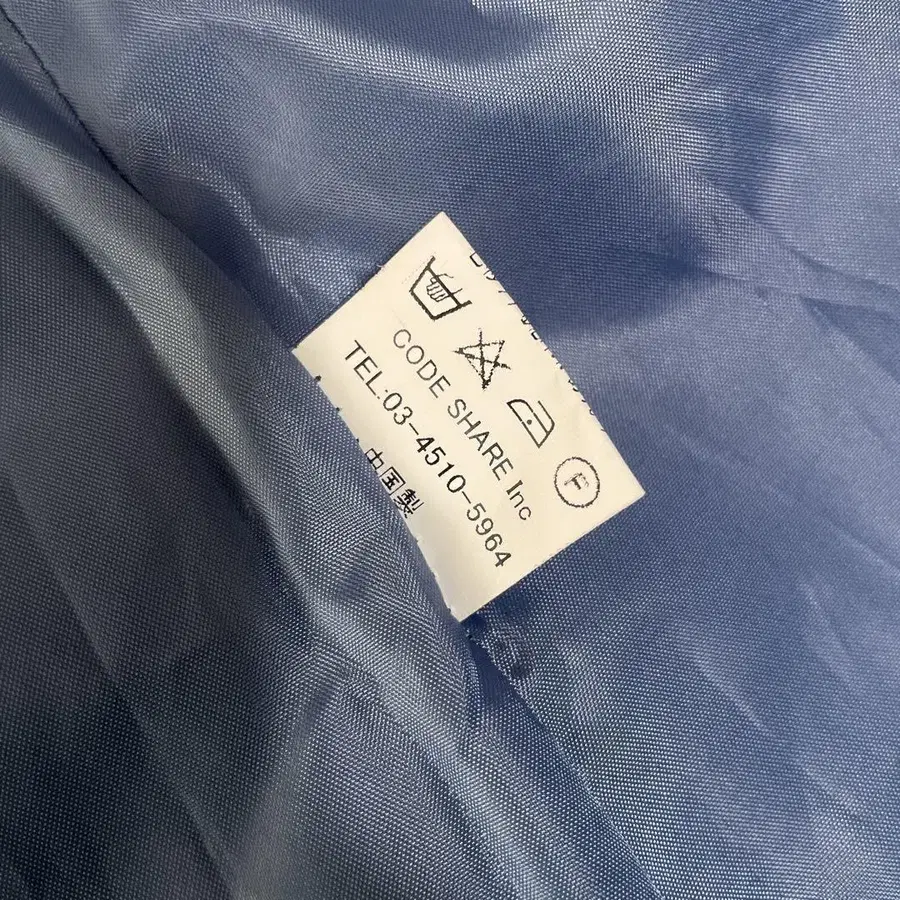 F
CODE SHARE Inc
TEL:03-4510-5964
中国製